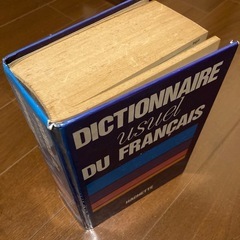 DICTIONNAIRE
usuel
DU FRANÇAIS
HACHETTE